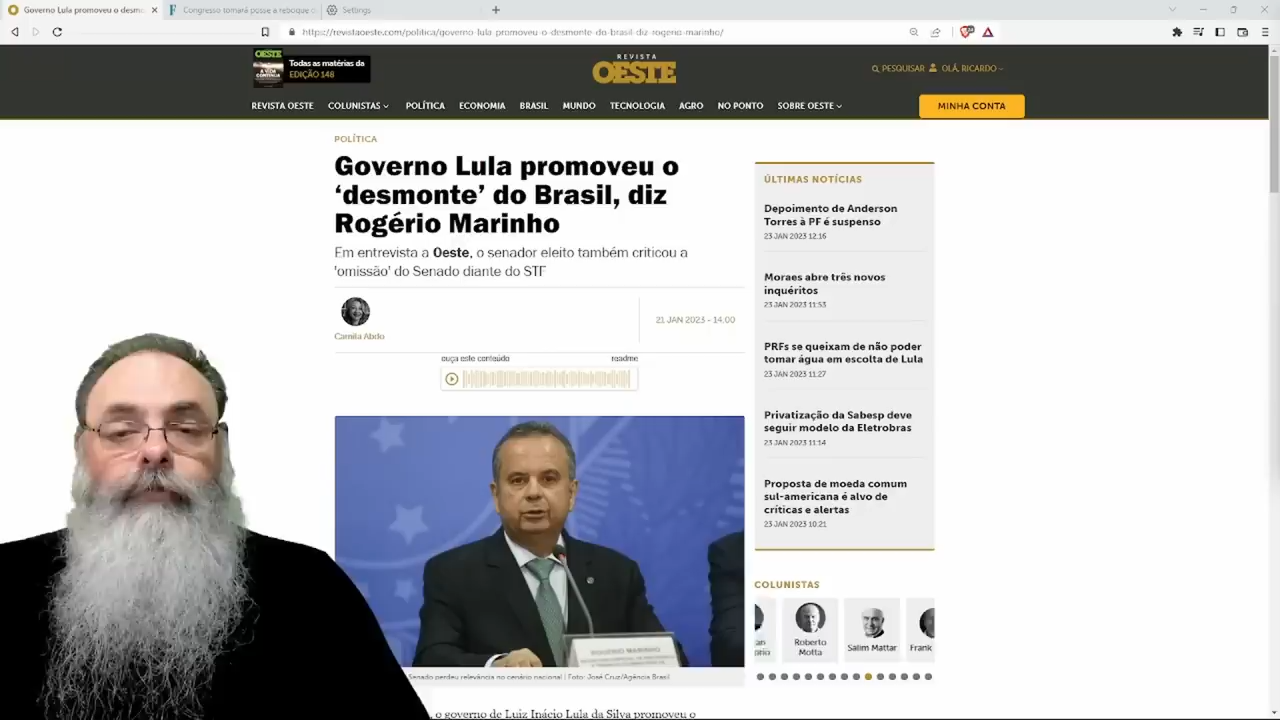 Governo Lula promoveu o desmo
Congresso tomará posse a reboque
Settings
https://revistaoeste.com/politica/governo-lula-promoveu-o-desmonte-do-brasil-diz-rogerio-marinho/
OESTE
A VIDA CONTINUA
Todas as matérias da
EDIÇÃO 148
REVISTA
OESTE
PESQUISAR
OLÁ, RICARDO
REVISTA OESTE
COLUNISTAS
POLÍTICA
ECONOMIA
BRASIL
MUNDO
TECNOLOGIA
AGRO
NO PONTO
SOBRE OESTE
MINHA CONTA
POLÍTICA
Governo Lula promoveu o
‘desmonte’ do Brasil, diz
Rogério Marinho
Em entrevista a Oeste, o senador eleito também criticou a
'omissão' do Senado diante do STF
Camila Abdo
21 JAN 2023 - 14:00
ouça este conteúdo
readme
ROGÉRIO MARINHO
Senado perdeu relevância no cenário nacional | Foto: José Cruz/Agência Brasil
o governo de Luiz Inácio Lula da Silva promoveu o
ÚLTIMAS NOTÍCIAS
Depoimento de Anderson
Torres à PF é suspenso
23 JAN 2023 12:16
Moraes abre três novos
inquéritos
23 JAN 2023 11:53
PRFs se queixam de não poder
tomar água em escolta de Lula
23 JAN 2023 11:27
Privatização da Sabesp deve
seguir modelo da Eletrobras
23 JAN 2023 11:14
Proposta de moeda comum
sul-americana é alvo de
críticas e alertas
23 JAN 2023 10:21
COLUNISTAS
Roberto
Motta
Salim Mattar
Frank